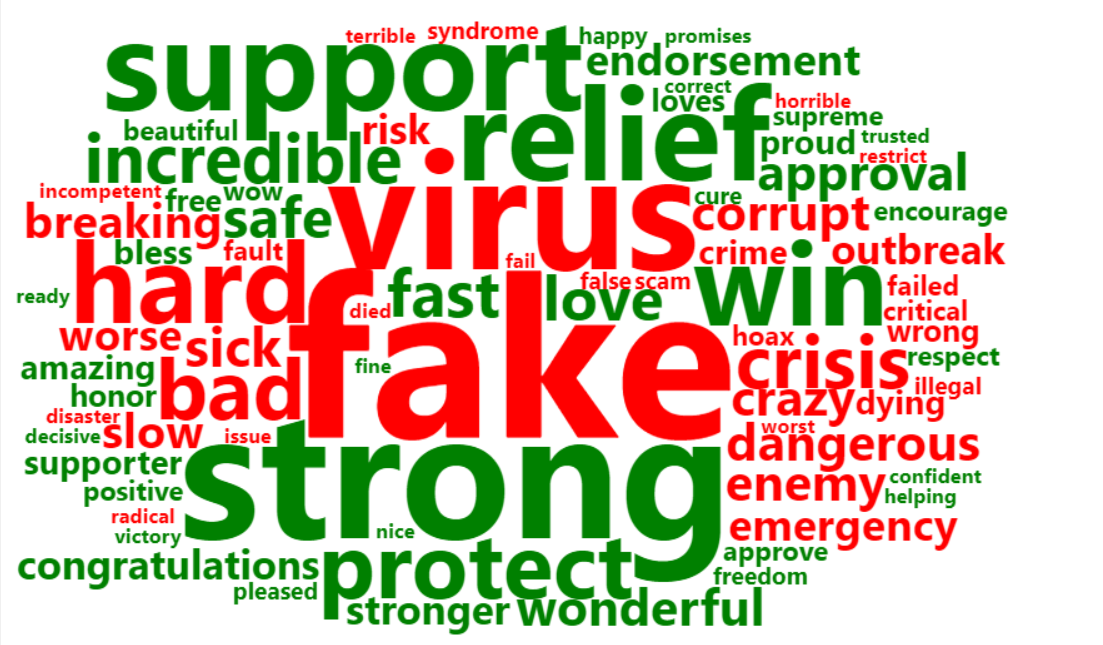 terrible syndrome happy promises
support endorsement
correct
loves horrible
relief supreme
beautiful risk proud trusted
incredible restrict
approval
incompetent free wow virus cure
breaking safe corrupt encourage
bless fault crime outbreak
hard fail win
ready fast false scam failed
love critical
died
worse sick fake hoax wrong
crisis respect
amazing fine
honor bad illegal
crazy dying
disaster slow worst
decisive issue dangerous
supporter strong confident
positive enemy helping
radical
victory nice emergency
congratulations protect approve
freedom
pleased
stronger wonderful